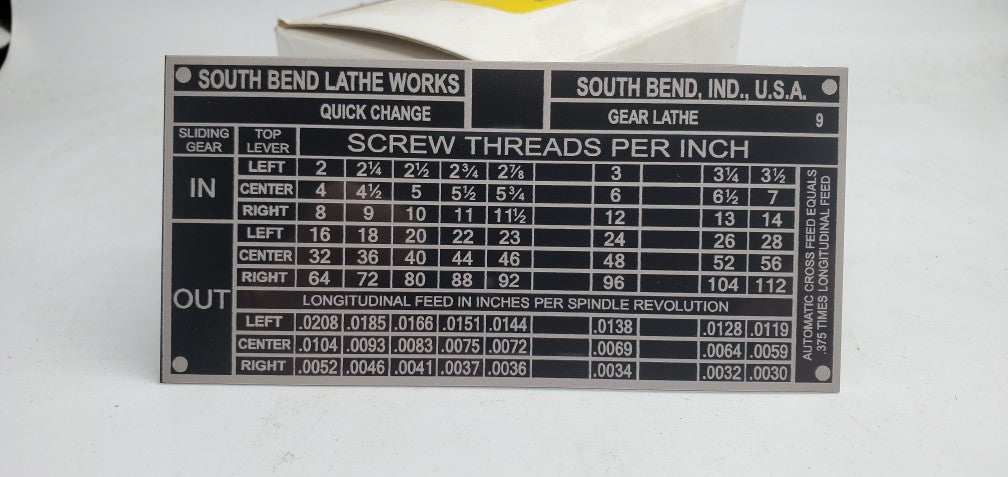 SOUTH BEND LATHE WORKS SOUTH BEND, IND., U.S.A.
QUICK CHANGE GEAR LATHE 9
SLIDING GEAR TOP LEVER SCREW THREADS PER INCH
IN LEFT 2 2¼ 2½ 2¾ 2⅞ 3 3¼ 3½
CENTER 4 4½ 5 5½ 5¾ 6 6½ 7
RIGHT 8 9 10 11 11½ 12 13 14
OUT LEFT 16 18 20 22 23 24 26 28
CENTER 32 36 40 44 46 48 52 56
RIGHT 64 72 80 88 92 96 104 112
LONGITUDINAL FEED IN INCHES PER SPINDLE REVOLUTION
LEFT .0208 .0185 .0166 .0151 .0144 .0138 .0128 .0119
CENTER .0104 .0093 .0083 .0075 .0072 .0069 .0064 .0059
RIGHT .0052 .0046 .0041 .0037 .0036 .0034 .0032 .0030
AUTOMATIC CROSS FEED EQUALS
.375 TIMES LONGITUDINAL FEED